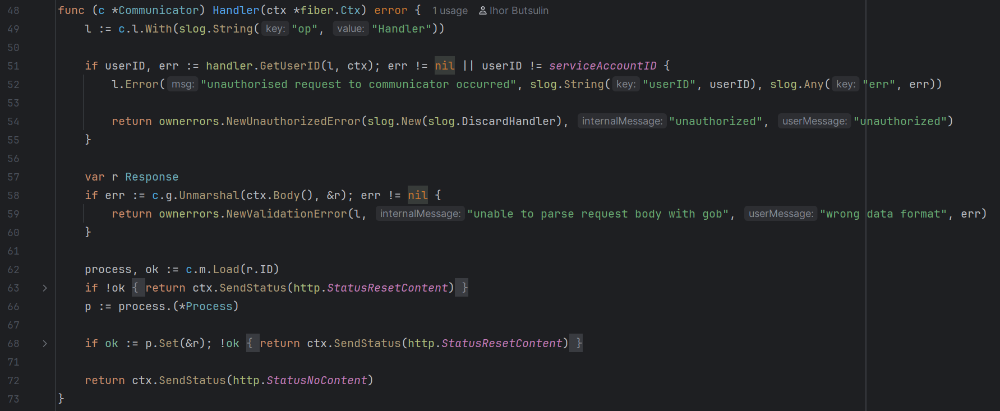 48 func (c *Communicator) Handler(ctx *fiber.Ctx) error { 1 usage Ihor Butsulin
49 l := c.l.With(slog.String( key: "op", value: "Handler"))
50
51 if userID, err := handler.GetUserID(l, ctx); err != nil || userID != serviceAccountID {
52 l.Error( msg: "unauthorised request to communicator occurred", slog.String( key: "userID", userID), slog.Any( key: "err", err))
53
54 return ownerrors.NewUnauthorizedError(slog.New(slog.DiscardHandler), internalMessage: "unauthorized", userMessage: "unauthorized")
55 }
56
57 var r Response
58 if err := c.g.Unmarshal(ctx.Body(), &r); err != nil {
59 return ownerrors.NewValidationError(l, internalMessage: "unable to parse request body with gob", userMessage: "wrong data format", err)
60 }
61
62 process, ok := c.m.Load(r.ID)
63 if !ok { return ctx.SendStatus(http.StatusResetContent) }
66 p := process.(*Process)
67
68 if ok := p.Set(&r); !ok { return ctx.SendStatus(http.StatusResetContent) }
71
72 return ctx.SendStatus(http.StatusNoContent)
73 }